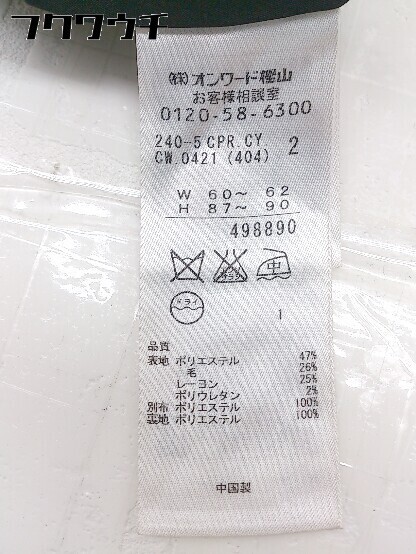 フクウクチ
㈱オンワード樫山
お客様相談室
0120-58-6300
240-5 CPR.CY 2
CW.0421 (404)
W 60～ 62
H 87～ 90
498890
中
ドライ
1
品質
表地 ポリエステル 47%
毛 26%
レーヨン 25%
ポリウレタン 2%
別布 ポリエステル 100%
裏地 ポリエステル 100%
中国製